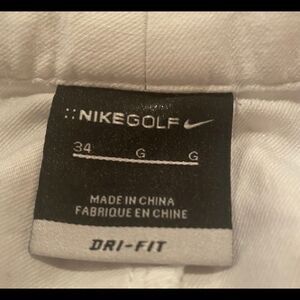 NIKEGOLF
34 G G
MADE IN CHINA
FABRIQUE EN CHINE
DRI-FIT